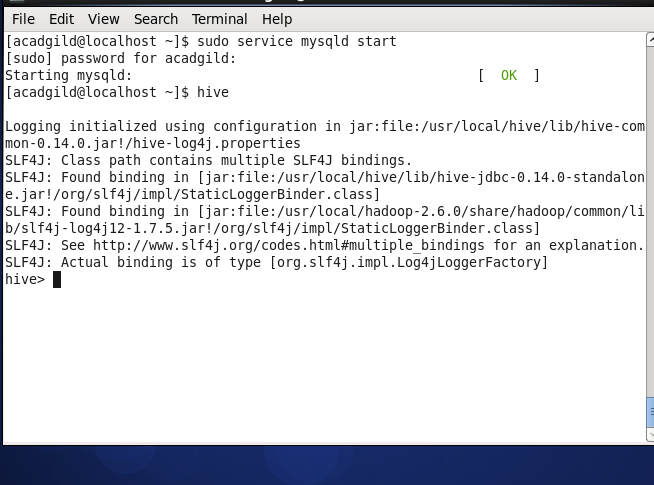 File Edit View Search Terminal Help
[acadgild@localhost ~]$ sudo service mysqld start
[sudo] password for acadgild:
Starting mysqld: [ OK ]
[acadgild@localhost ~]$ hive
Logging initialized using configuration in jar:file:/usr/local/hive/lib/hive-com
mon-0.14.0.jar!/hive-log4j.properties
SLF4J: Class path contains multiple SLF4J bindings.
SLF4J: Found binding in [jar:file:/usr/local/hive/lib/hive-jdbc-0.14.0-standalon
e.jar!/org/slf4j/impl/StaticLoggerBinder.class]
SLF4J: Found binding in [jar:file:/usr/local/hadoop-2.6.0/share/hadoop/common/li
b/slf4j-log4j12-1.7.5.jar!/org/slf4j/impl/StaticLoggerBinder.class]
SLF4J: See http://www.slf4j.org/codes.html#multiple_bindings for an explanation.
SLF4J: Actual binding is of type [org.slf4j.impl.Log4jLoggerFactory]
hive>